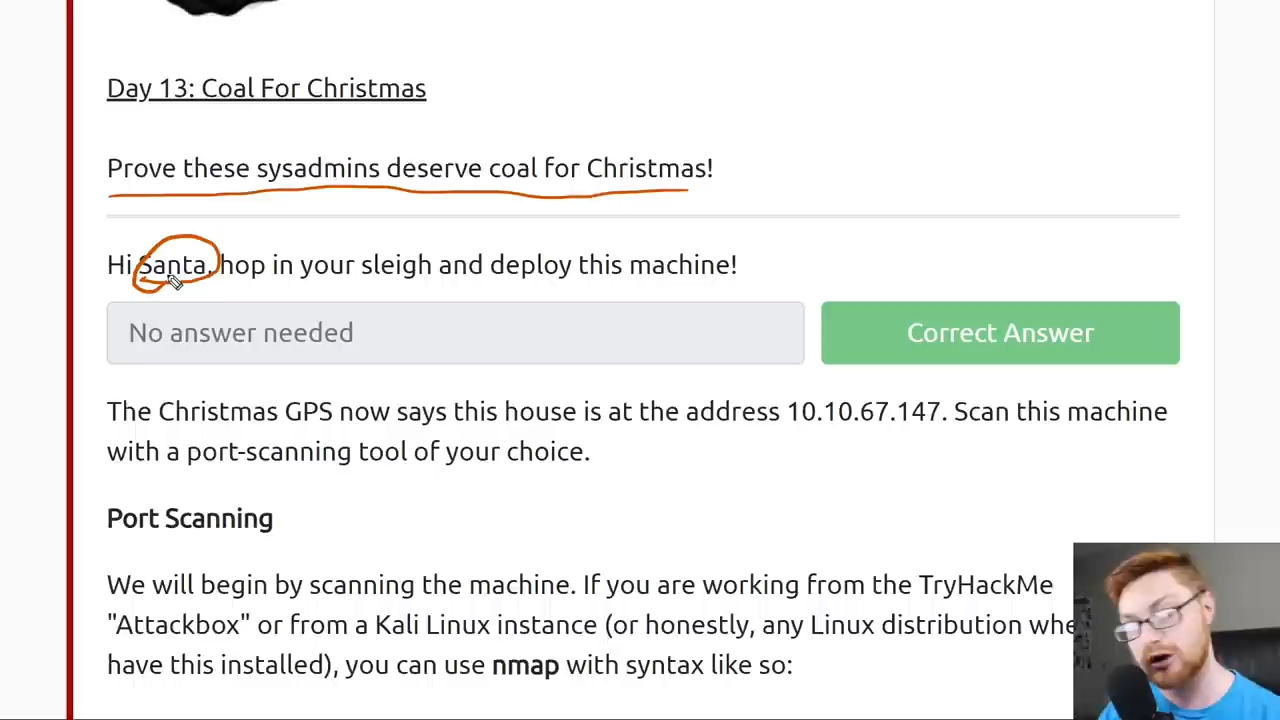 Day 13: Coal For Christmas
Prove these sysadmins deserve coal for Christmas!
Hi Santa, hop in your sleigh and deploy this machine!
No answer needed
Correct Answer
The Christmas GPS now says this house is at the address 10.10.67.147. Scan this machine
with a port-scanning tool of your choice.
Port Scanning
We will begin by scanning the machine. If you are working from the TryHackMe
"Attackbox" or from a Kali Linux instance (or honestly, any Linux distribution
have this installed), you can use nmap with syntax like so: